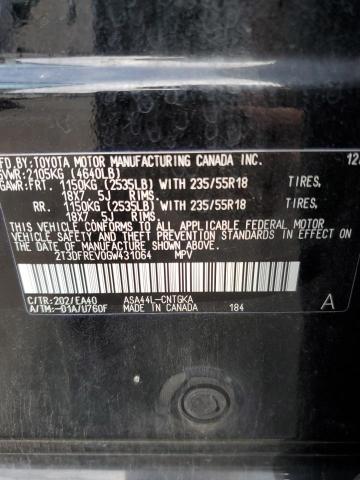 FD.BY: TOYOTA MOTOR MANUFACTURING CANADA INC. 12
GVWR: 2105KG (4640LB)
GAWR: FRT. 1150KG (2535LB) WITH 235/55R18 TIRES,
18X7 5J RIMS,
RR. 1150KG (2535LB) WITH 235/55R18 TIRES,
18X7 5J RIMS,
THIS VEHICLE CONFORMS TO ALL APPLICABLE FEDERAL MOTOR
VEHICLE SAFETY AND THEFT PREVENTION STANDARDS IN EFFECT ON
THE DATE OF MANUFACTURE SHOWN ABOVE.
2T3DFREV0GW431064 MPV
C/TR: 202/EA40 ASA44L-CNTGKA
A/TM: -01A/U760F MADE IN CANADA 184 A